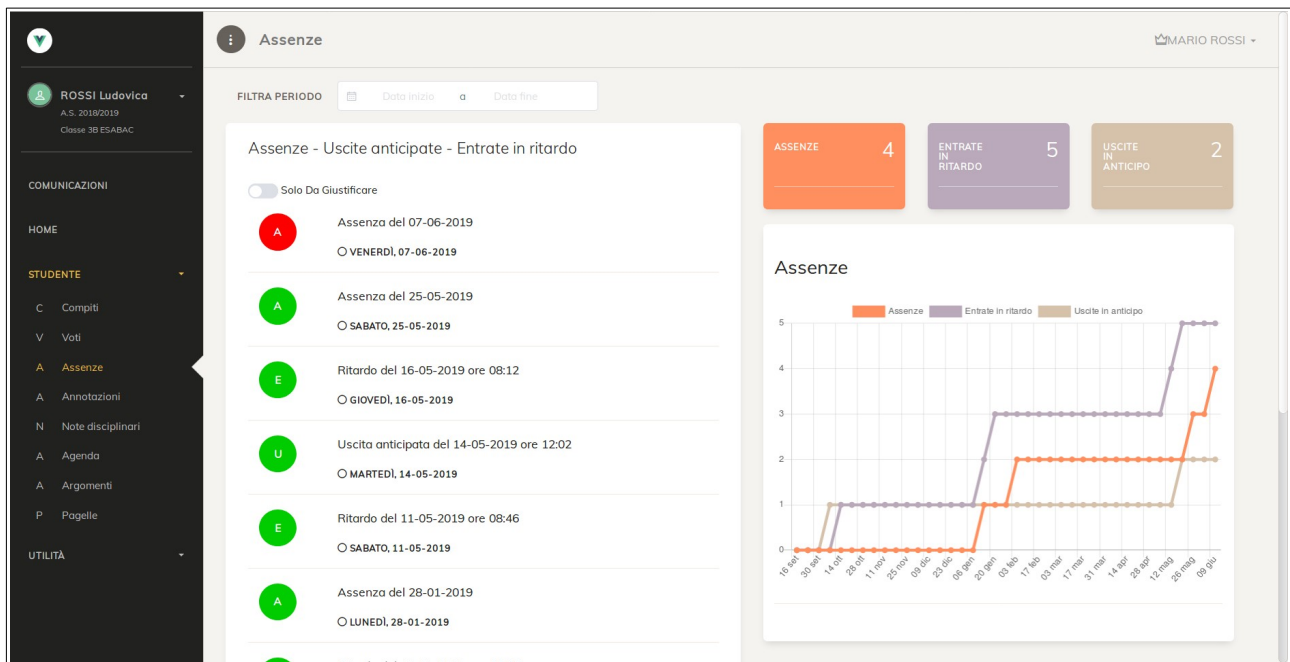 Assenze
MARIO ROSSI
ROSSI Ludovica
A.S. 2018/2019
Classe 3B ESABAC
COMUNICAZIONI
HOME
STUDENTE
C Compiti
V Voti
A Assenze
A Annotazioni
N Note disciplinari
A Agenda
A Argomenti
P Pagelle
UTILITÀ
FILTRA PERIODO Data inizio a Data fine
Assenze - Uscite anticipate - Entrate in ritardo
Solo Da Giustificare
A Assenza del 07-06-2019
VENERDÌ, 07-06-2019
A Assenza del 25-05-2019
SABATO, 25-05-2019
E Ritardo del 16-05-2019 ore 08:12
GIOVEDÌ, 16-05-2019
U Uscita anticipata del 14-05-2019 ore 12:02
MARTEDÌ, 14-05-2019
E Ritardo del 11-05-2019 ore 08:46
SABATO, 11-05-2019
A Assenza del 28-01-2019
LUNEDÌ, 28-01-2019
ASSENZE 4
ENTRATE
IN
RITARDO
5
USCITE
IN
ANTICIPO
2
Assenze
Assenze Entrate in ritardo Uscite in anticipo
5
4
3
2
1
0
16 set 30 set 14 ott 28 ott 11 nov 25 nov 09 dic 23 dic 06 gen 20 gen 03 feb 17 feb 03 mar 17 mar 31 mar 14 apr 28 apr 12 mag 26 mag 09 giu